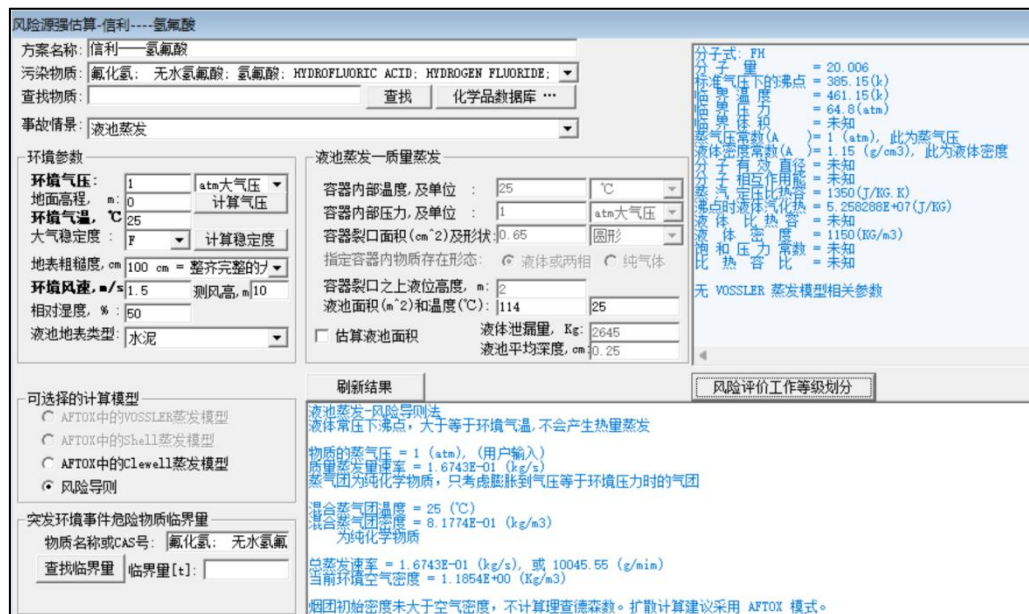 风险源强估算-信利----氢氟酸
方案名称: 信利——氢氟酸
污染物质: 氟化氢; 无水氢氟酸; 氢氟酸; HYDROFLUORIC ACID; HYDROGEN FLUORIDE;
查找物质: 查找 化学品数据库 …
事故情景: 液池蒸发
环境参数
环境气压: 1 atm大气压
地面高程, m: 0 计算气压
环境气温, ℃ 25
大气稳定度 : F 计算稳定度
地表粗糙度, cm 100 cm = 整齐完整的
环境风速, m/s 1.5 测风高, m 10
相对湿度, % : 50
液池地表类型: 水泥
液池蒸发—质量蒸发
容器内部温度, 及单位 : 25 ℃
容器内部压力, 及单位 : 1 atm大气压
容器裂口面积(cm^2)及形状: 0.65 圆形
指定容器内物质存在形态: 液体或两相 纯气体
容器裂口之上液位高度, m: 2
液池面积(m^2)和温度(℃): 114 25
估算液池面积 液体泄漏量, Kg: 2645
液池平均深度, cm: 0.25
分子式: FH
分 子 量 = 20.006
标准气压下的沸点 = 385.15(k)
临 界 温 度 = 461.15(k)
临 界 压 力 = 64.8(atm)
临 界 体 积 = 未知
蒸气压常数(A )= 1 (atm), 此为蒸气压
液体密度常数(A )= 1.15 (g/cm3), 此为液体密度
分 子 有 效 直径 = 未知
分 子 相互作用能 = 未知
蒸 汽 定压比热容 = 1350(J/KG.K)
沸点时液体汽化热 = 5.258288E+07(J/KG)
液 体 比 热 容 = 未知
液 体 密 度 = 1150(KG/m3)
饱 和 压 力 常数 = 未知
比 热 容 比 = 未知
无 VOSSLER 蒸发模型相关参数
刷新结果
风险评价工作等级划分
可选择的计算模型
AFTOX中的VOSSLER蒸发模型
AFTOX中的Shell蒸发模型
AFTOX中的Clewell蒸发模型
风险导则
突发环境事件危险物质临界量
物质名称或CAS号: 氟化氢; 无水氢氟
查找临界量 临界量[t]:
液池蒸发-风险导则法
液体常压下沸点, 大于等于环境气温, 不会产生热量蒸发
物质的蒸气压 = 1 (atm), (用户输入)
质量蒸发量速率 = 1.6743E-01 (kg/s)
蒸气团为纯化学物质, 只考虑膨胀到气压等于环境压力时的气团
混合蒸气团温度 = 25 (℃)
混合蒸气团密度 = 8.1774E-01 (kg/m3)
为纯化学物质
总蒸发速率 = 1.6743E-01 (kg/s), 或 10045.55 (g/min)
当前环境空气密度 = 1.1854E+00 (Kg/m3)
烟团初始密度未大于空气密度, 不计算理查德森数。扩散计算建议采用 AFTOX 模式。